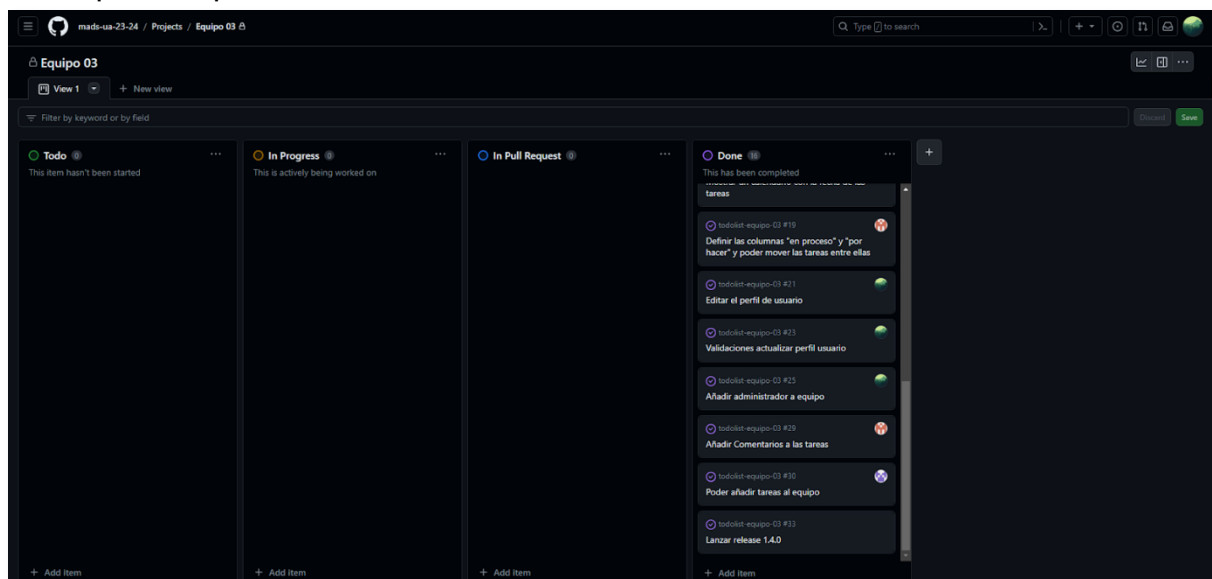 mads-ua-23-24 / Projects / Equipo 03
Type / to search
Equipo 03
View 1
+ New view
Filter by keyword or by field
Discard
Save
Todo 0
This item hasn't been started
In Progress 0
This is actively being worked on
In Pull Request 0
Done 16
This has been completed
tareas
todolist-equipo-03 #19
Definir las columnas "en proceso" y "por
hacer" y poder mover las tareas entre ellas
todolist-equipo-03 #21
Editar el perfil de usuario
todolist-equipo-03 #23
Validaciones actualizar perfil usuario
todolist-equipo-03 #25
Añadir administrador a equipo
todolist-equipo-03 #29
Añadir Comentarios a las tareas
todolist-equipo-03 #30
Poder añadir tareas al equipo
todolist-equipo-03 #33
Lanzar release 1.4.0
+ Add item
+ Add item
+ Add item
+ Add item